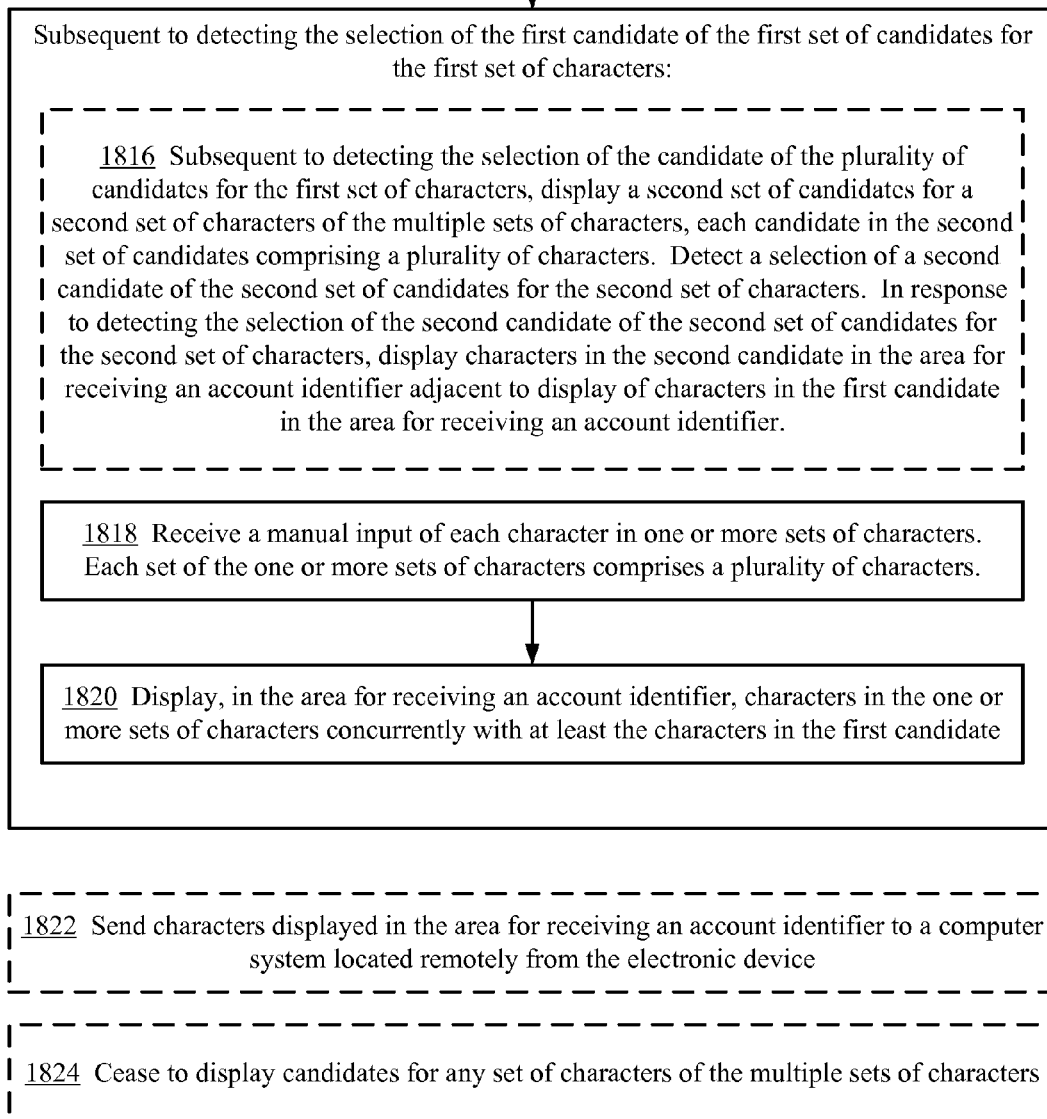 Subsequent to detecting the selection of the first candidate of the first set of candidates for
the first set of characters:
1816 Subsequent to detecting the selection of the candidate of the plurality of
candidates for the first set of characters, display a second set of candidates for a
second set of characters of the multiple sets of characters, each candidate in the second
set of candidates comprising a plurality of characters. Detect a selection of a second
candidate of the second set of candidates for the second set of characters. In response
to detecting the selection of the second candidate of the second set of candidates for
the second set of characters, display characters in the second candidate in the area for
receiving an account identifier adjacent to display of characters in the first candidate
in the area for receiving an account identifier.
1818 Receive a manual input of each character in one or more sets of characters.
Each set of the one or more sets of characters comprises a plurality of characters.
1820 Display, in the area for receiving an account identifier, characters in the one or
more sets of characters concurrently with at least the characters in the first candidate
1822 Send characters displayed in the area for receiving an account identifier to a computer
system located remotely from the electronic device
1824 Cease to display candidates for any set of characters of the multiple sets of characters